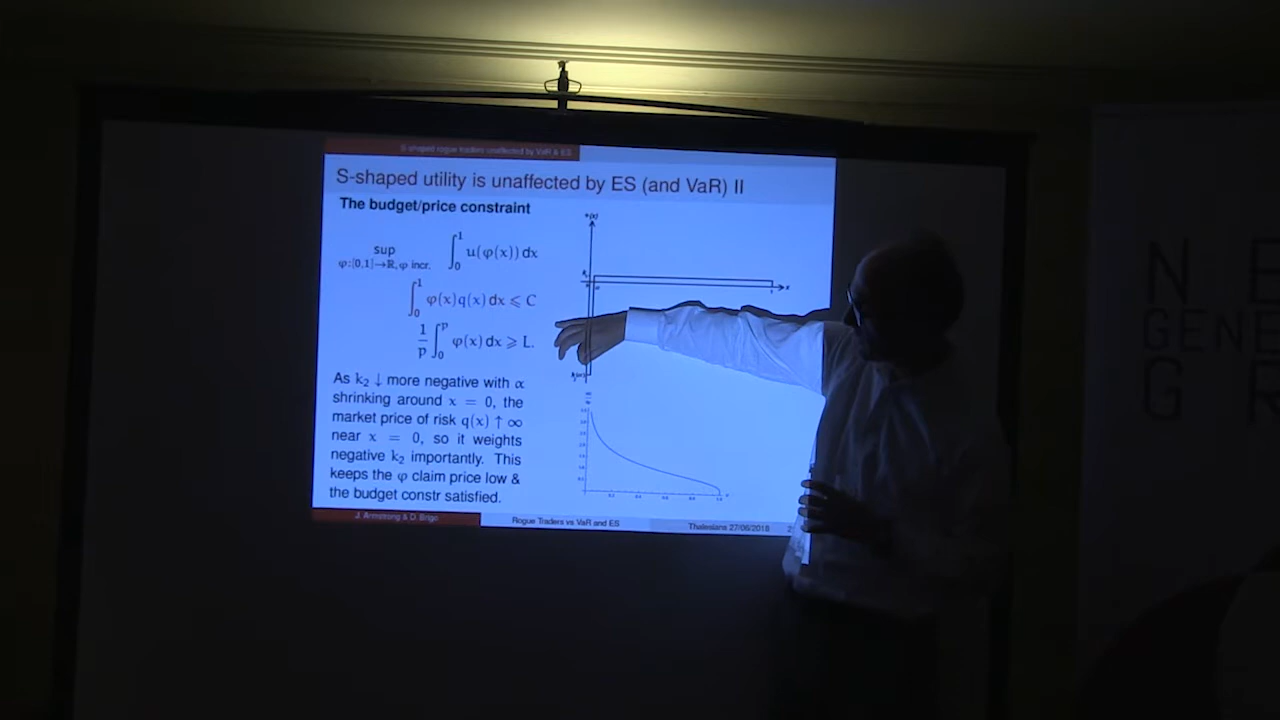 S-shaped rogue traders unaffected by VaR & ES
S-shaped utility is unaffected by ES (and VaR) II
The budget/price constraint
sup ∫₀¹ u(φ(x)) dx
φ:[0,1]→ℝ, φ incr.
∫₀¹ φ(x)q(x) dx ⩽ C
1/p ∫₀ᵖ φ(x) dx ⩾ L.
As k₂ ↓ more negative with α
shrinking around x = 0, the
market price of risk q(x) ↑ ∞
near x = 0, so it weights
negative k₂ importantly. This
keeps the φ claim price low &
the budget constr satisfied.
J. Armstrong & D. Brigo
Rogue Traders vs VaR and ES
Thalesians 27/06/2018
N E
GENE
G R